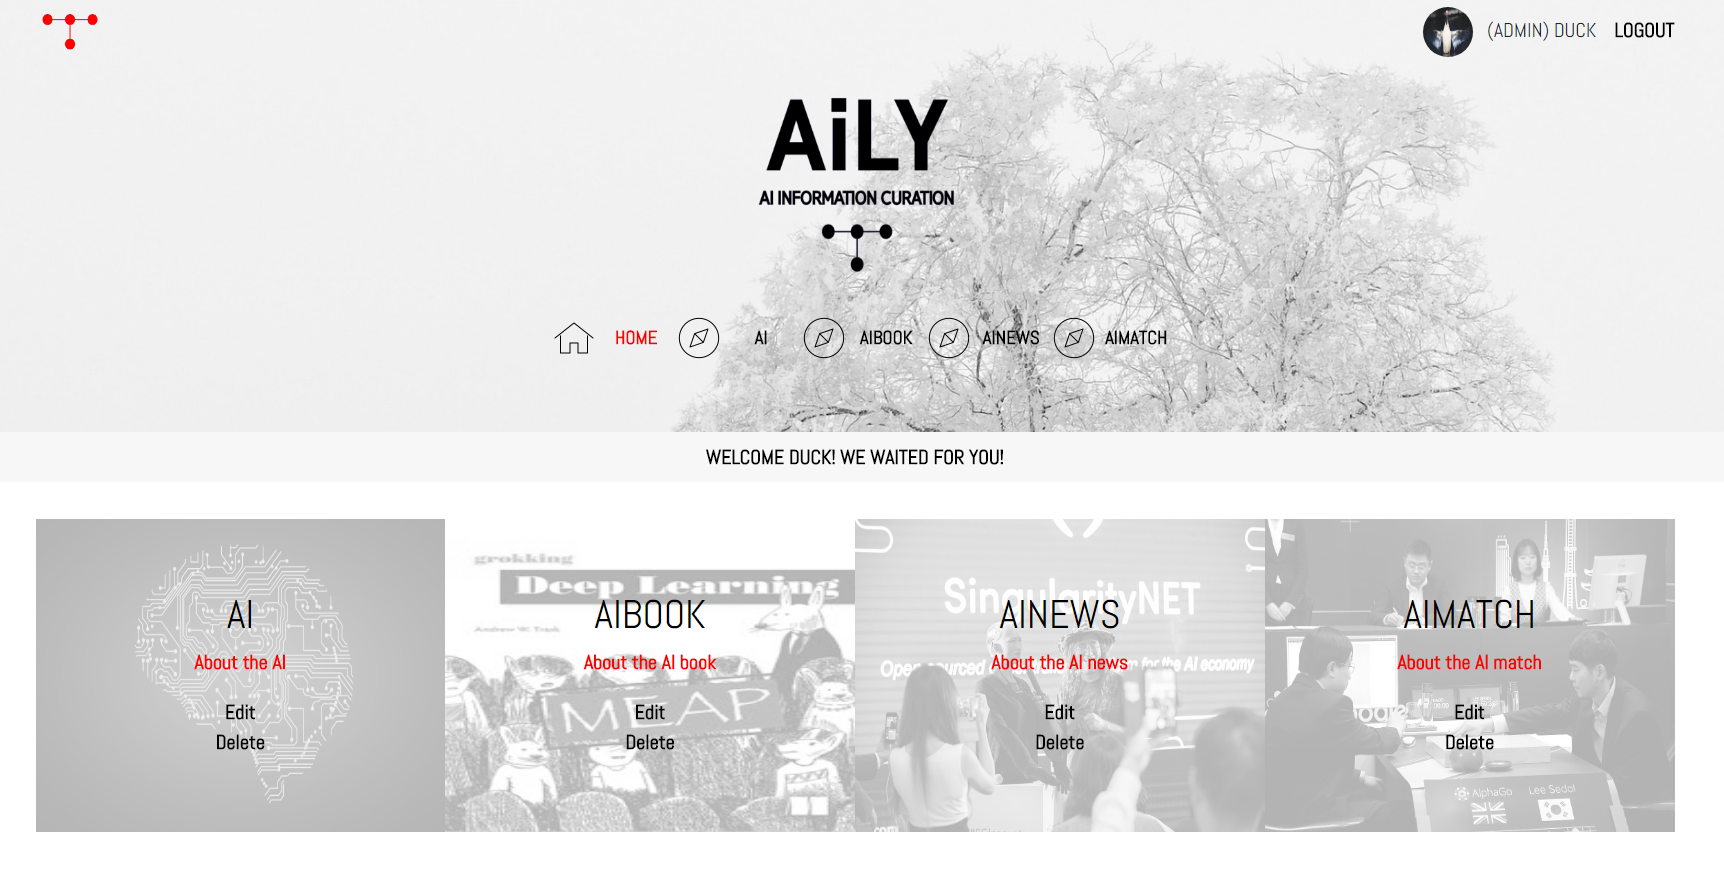 (ADMIN) DUCK LOGOUT
AiLY
AI INFORMATION CURATION
HOME AI AIBOOK AINEWS AIMATCH
WELCOME DUCK! WE WAITED FOR YOU!
AI
About the AI
Edit
Delete
grokking
Deep Learning
AIBOOK
About the AI book
MEAP
Edit
Delete
SingularityNET
AINEWS
About the AI news
for the AI economy
Edit
Delete
AIMATCH
About the AI match
Edit
Delete
AlphaGo Lee Sedol